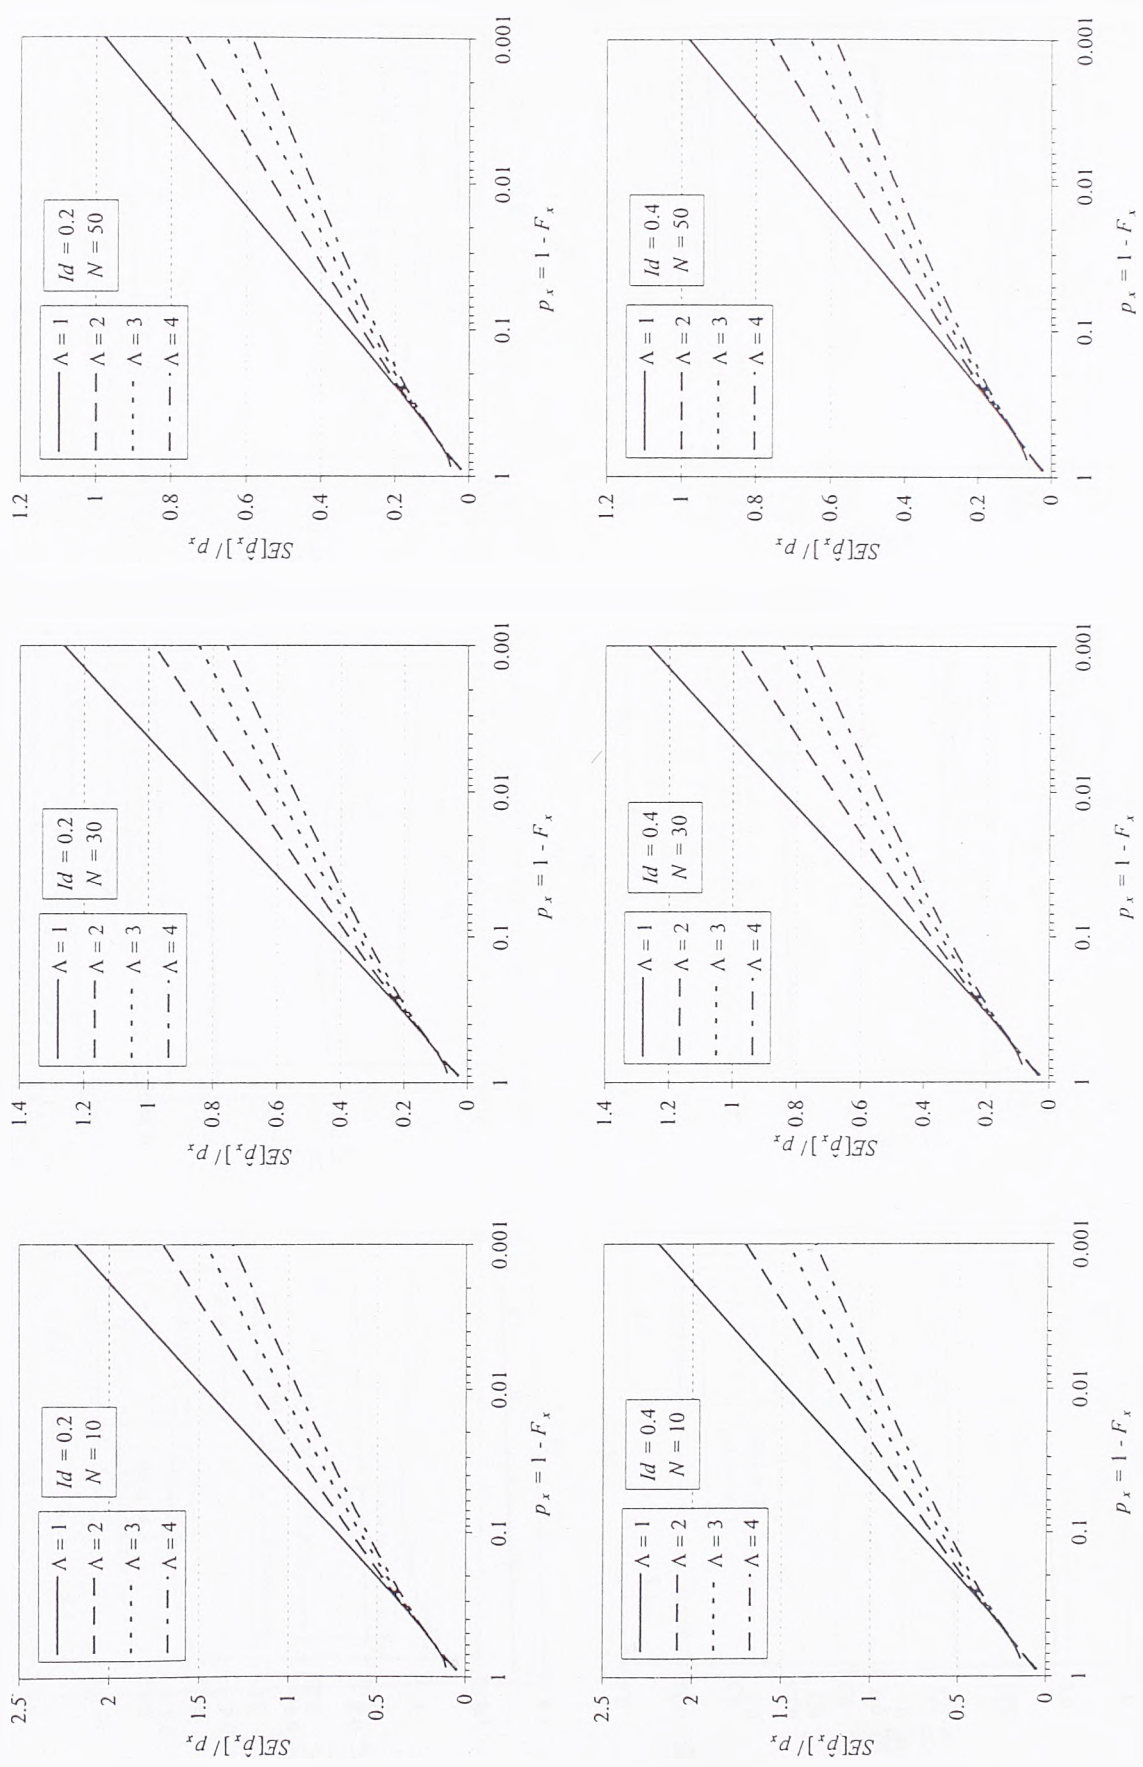 SE[p̂x] / px
2.5
2
1.5
1
0.5
0
Λ = 1
Λ = 2
Λ = 3
Λ = 4
Id = 0.2
N = 10
1
0.1
0.01
0.001
px = 1 - Fx
SE[p̂x] / px
1.4
1.2
1
0.8
0.6
0.4
0.2
0
Λ = 1
Λ = 2
Λ = 3
Λ = 4
Id = 0.2
N = 30
1
0.1
0.01
0.001
px = 1 - Fx
SE[p̂x] / px
1.2
1
0.8
0.6
0.4
0.2
0
Λ = 1
Λ = 2
Λ = 3
Λ = 4
Id = 0.2
N = 50
1
0.1
0.01
0.001
px = 1 - Fx
SE[p̂x] / px
2.5
2
1.5
1
0.5
0
Λ = 1
Λ = 2
Λ = 3
Λ = 4
Id = 0.4
N = 10
1
0.1
0.01
0.001
px = 1 - Fx
SE[p̂x] / px
1.4
1.2
1
0.8
0.6
0.4
0.2
0
Λ = 1
Λ = 2
Λ = 3
Λ = 4
Id = 0.4
N = 30
1
0.1
0.01
0.001
px = 1 - Fx
SE[p̂x] / px
1.2
1
0.8
0.6
0.4
0.2
0
Λ = 1
Λ = 2
Λ = 3
Λ = 4
Id = 0.4
N = 50
1
0.1
0.01
0.001
px = 1 - Fx